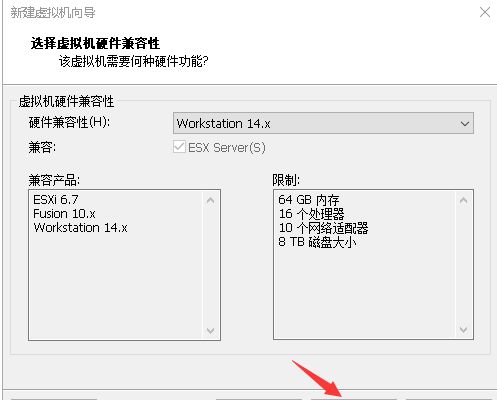 新建虚拟机向导
选择虚拟机硬件兼容性
该虚拟机需要何种硬件功能?
虚拟机硬件兼容性
硬件兼容性(H): Workstation 14.x
兼容: ESX Server(S)
兼容产品:
ESXi 6.7
Fusion 10.x
Workstation 14.x
限制:
64 GB 内存
16 个处理器
10 个网络适配器
8 TB 磁盘大小